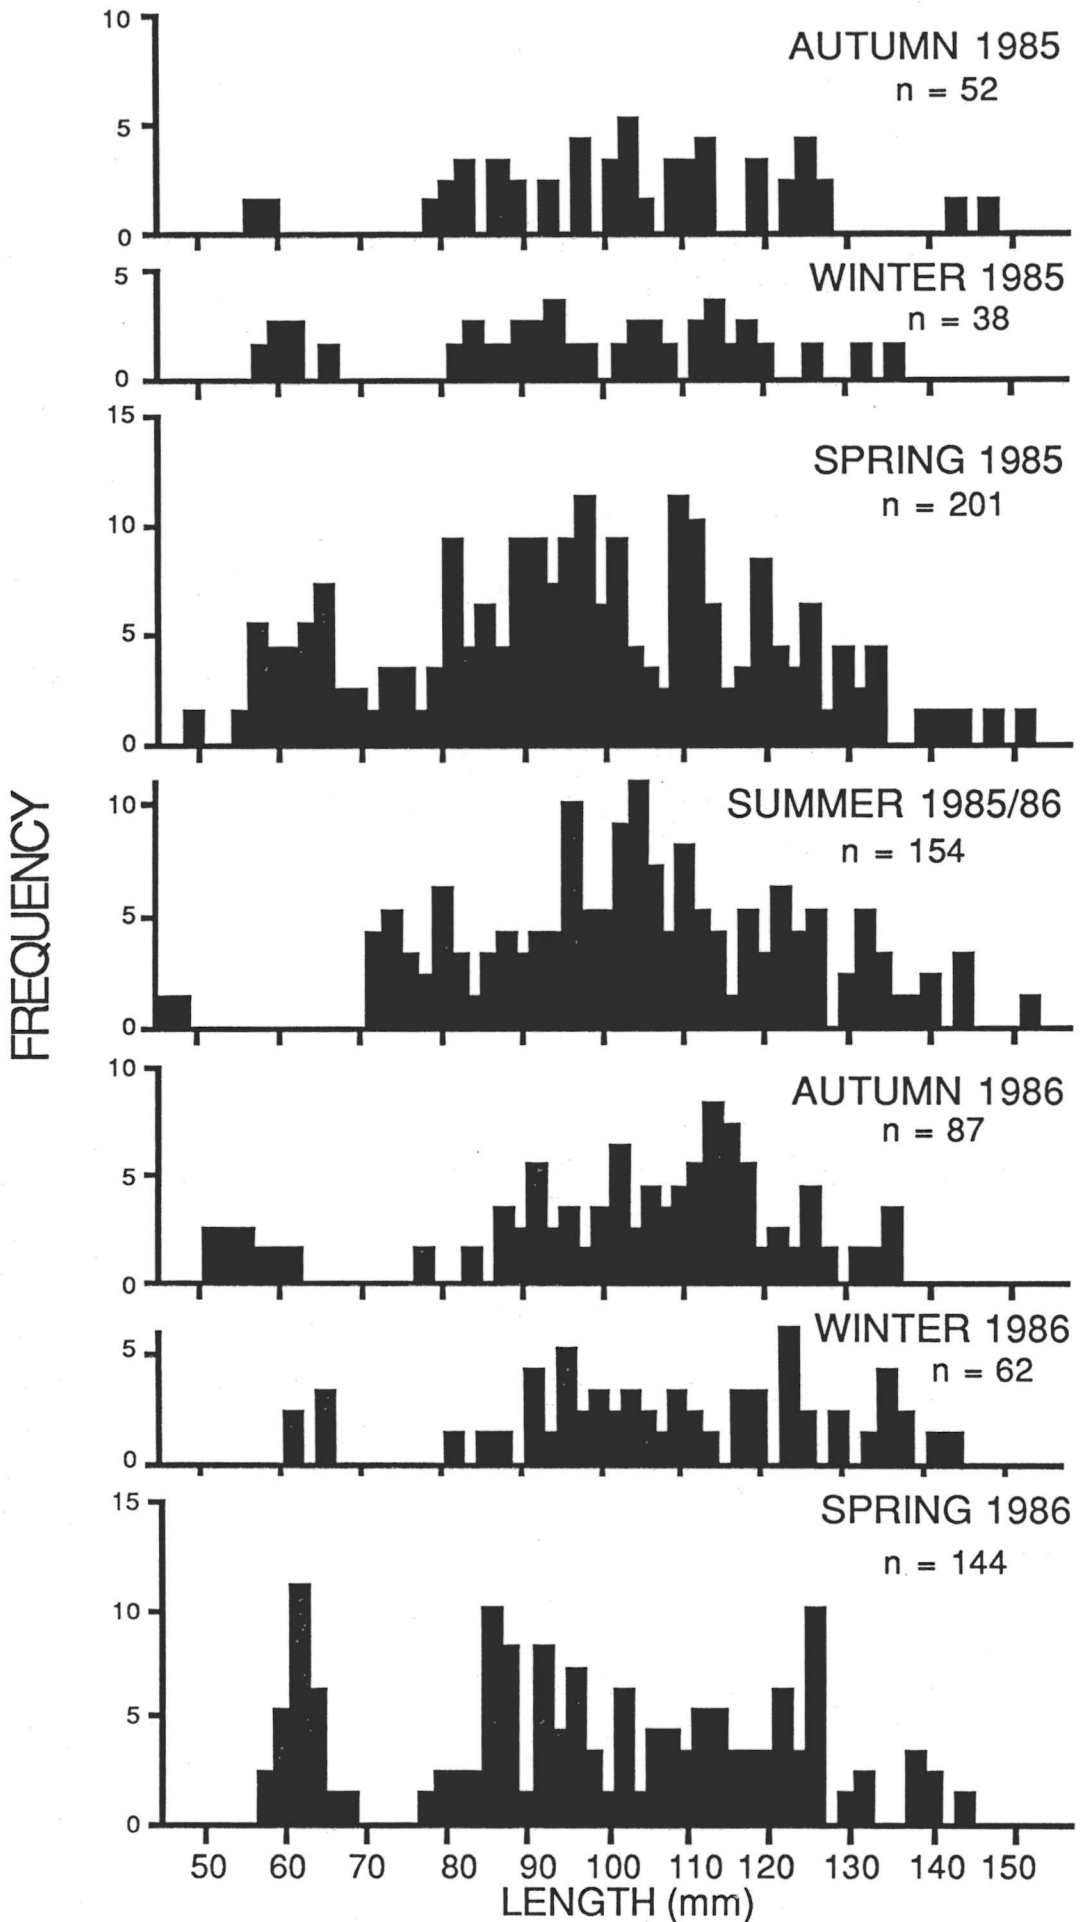 10
AUTUMN 1985
n = 52
5
0
5
WINTER 1985
n = 38
0
15
SPRING 1985
n = 201
10
5
0
FREQUENCY
10
SUMMER 1985/86
n = 154
5
0
10
AUTUMN 1986
n = 87
5
0
WINTER 1986
5
n = 62
0
15
SPRING 1986
n = 144
10
5
0
50 60 70 80 90 100 110 120 130 140 150
LENGTH (mm)